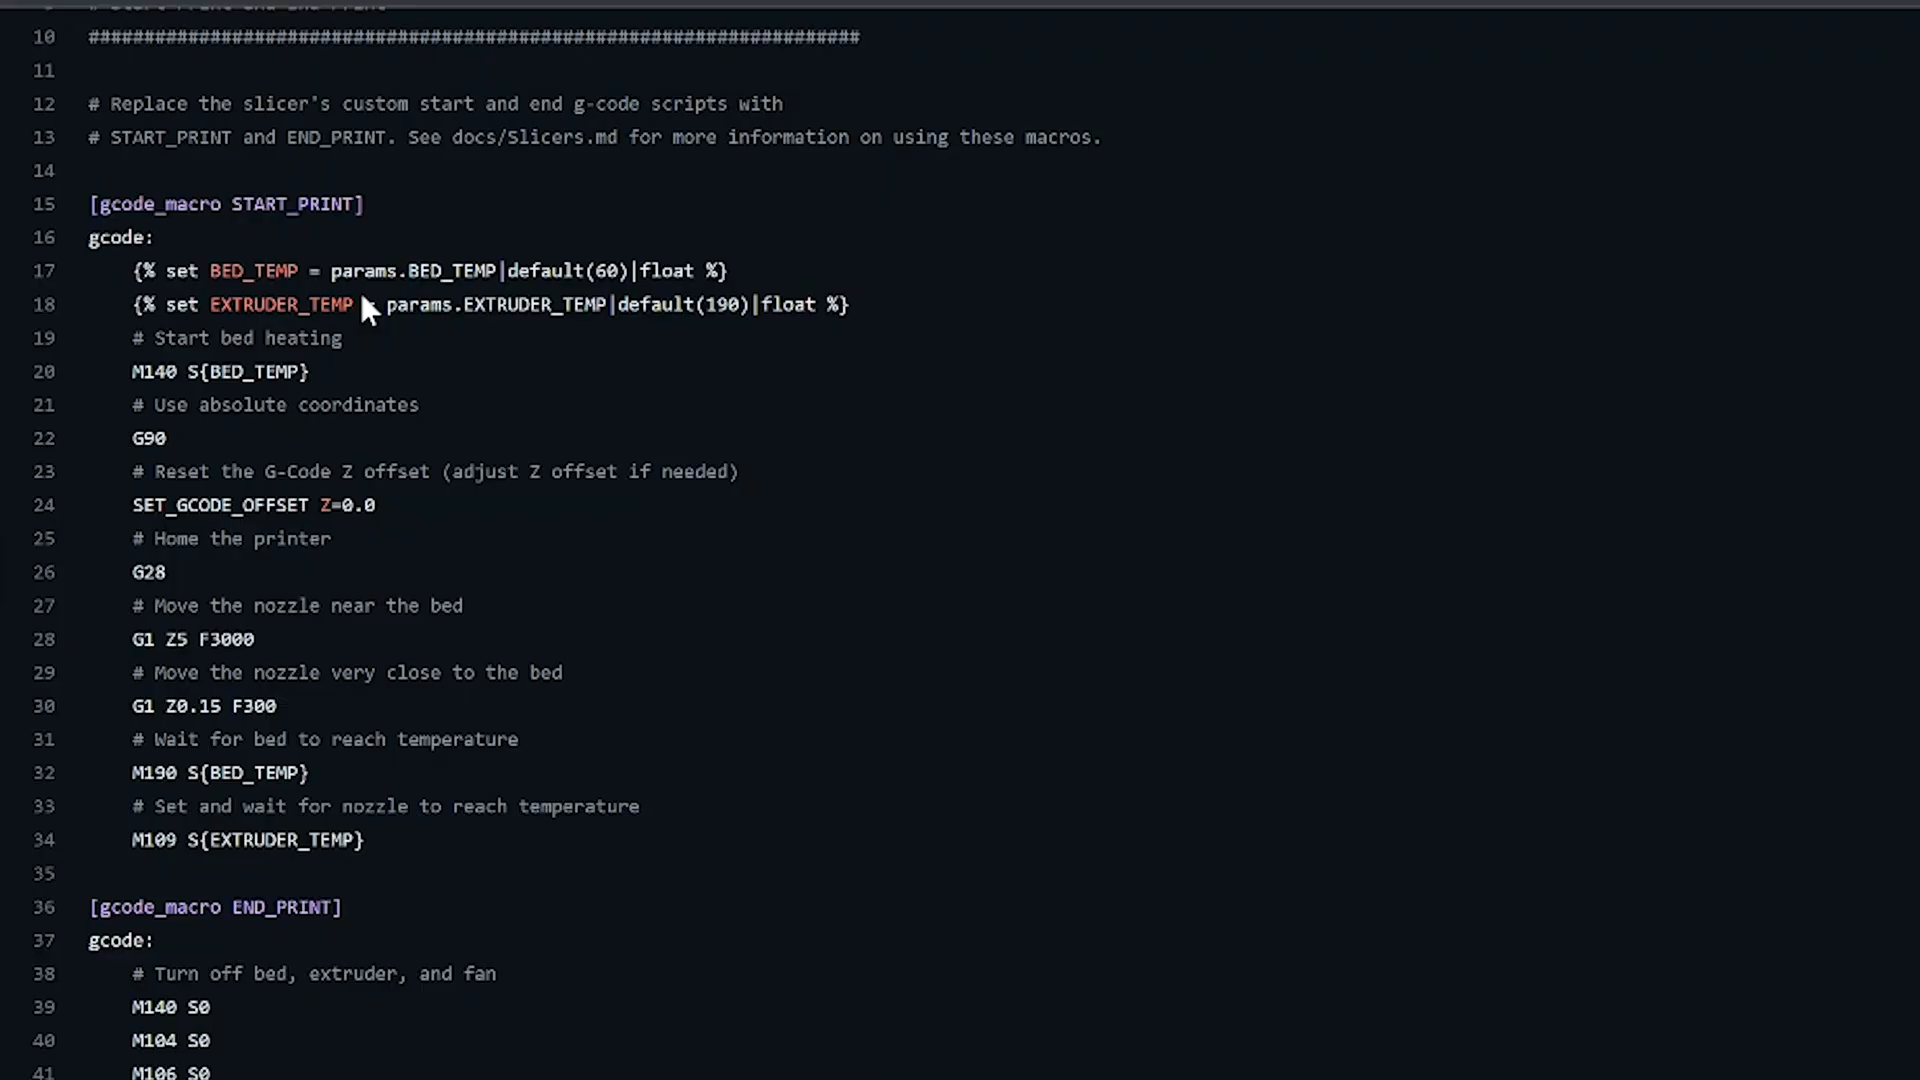 10 ######################################################################
11
12 # Replace the slicer's custom start and end g-code scripts with
13 # START_PRINT and END_PRINT. See docs/Slicers.md for more information on using these macros.
14
15 [gcode_macro START_PRINT]
16 gcode:
17 {% set BED_TEMP = params.BED_TEMP|default(60)|float %}
18 {% set EXTRUDER_TEMP params.EXTRUDER_TEMP|default(190)|float %}
19 # Start bed heating
20 M140 S{BED_TEMP}
21 # Use absolute coordinates
22 G90
23 # Reset the G-Code Z offset (adjust Z offset if needed)
24 SET_GCODE_OFFSET Z=0.0
25 # Home the printer
26 G28
27 # Move the nozzle near the bed
28 G1 Z5 F3000
29 # Move the nozzle very close to the bed
30 G1 Z0.15 F300
31 # Wait for bed to reach temperature
32 M190 S{BED_TEMP}
33 # Set and wait for nozzle to reach temperature
34 M109 S{EXTRUDER_TEMP}
35
36 [gcode_macro END_PRINT]
37 gcode:
38 # Turn off bed, extruder, and fan
39 M140 S0
40 M104 S0
41 M106 S0